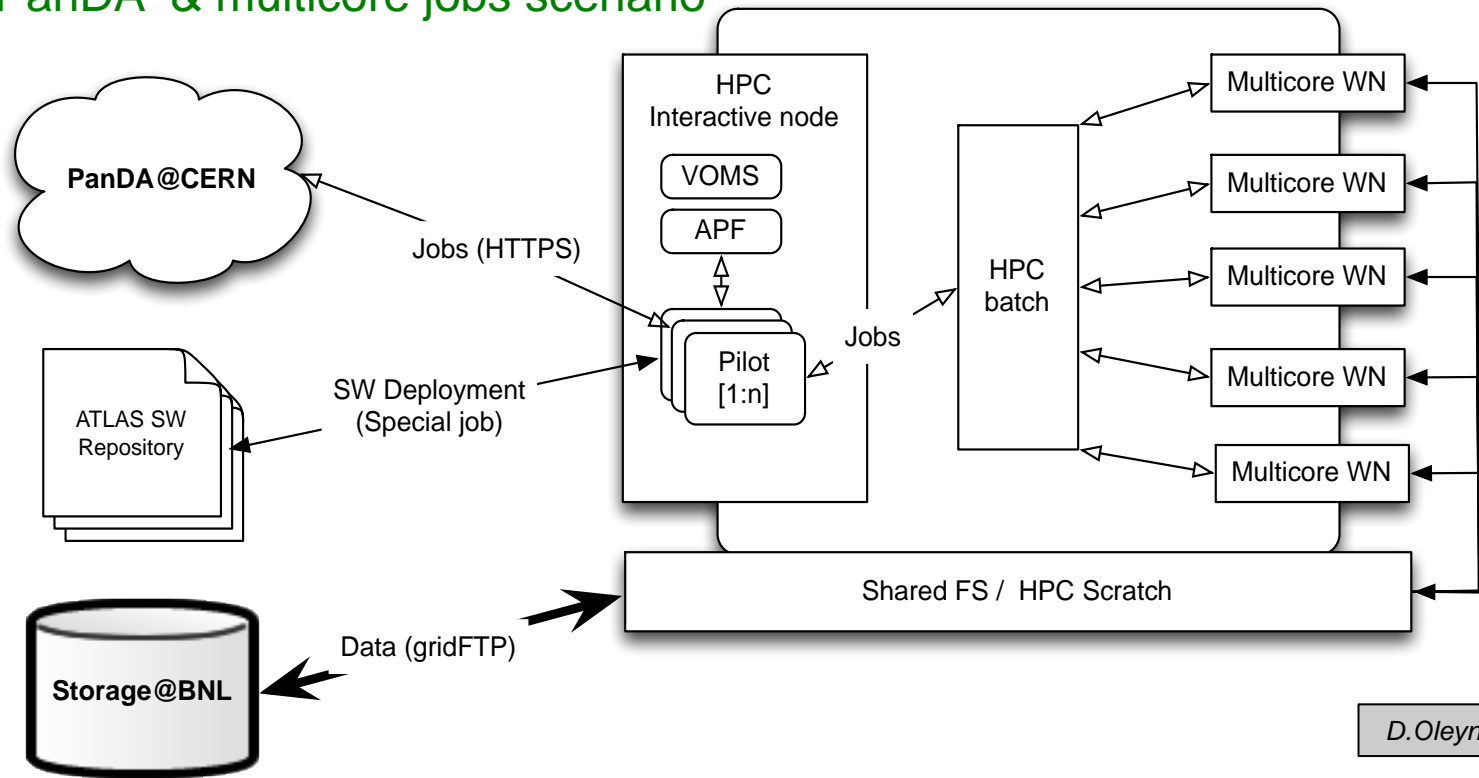 PanDA & multicore jobs scenario
PanDA@CERN
Jobs (HTTPS)
ATLAS SW
Repository
SW Deployment
(Special job)
Storage@BNL
Data (gridFTP)
HPC
Interactive node
VOMS
APF
Pilot
[1:n]
Jobs
HPC
batch
Multicore WN
Multicore WN
Multicore WN
Multicore WN
Multicore WN
Shared FS / HPC Scratch